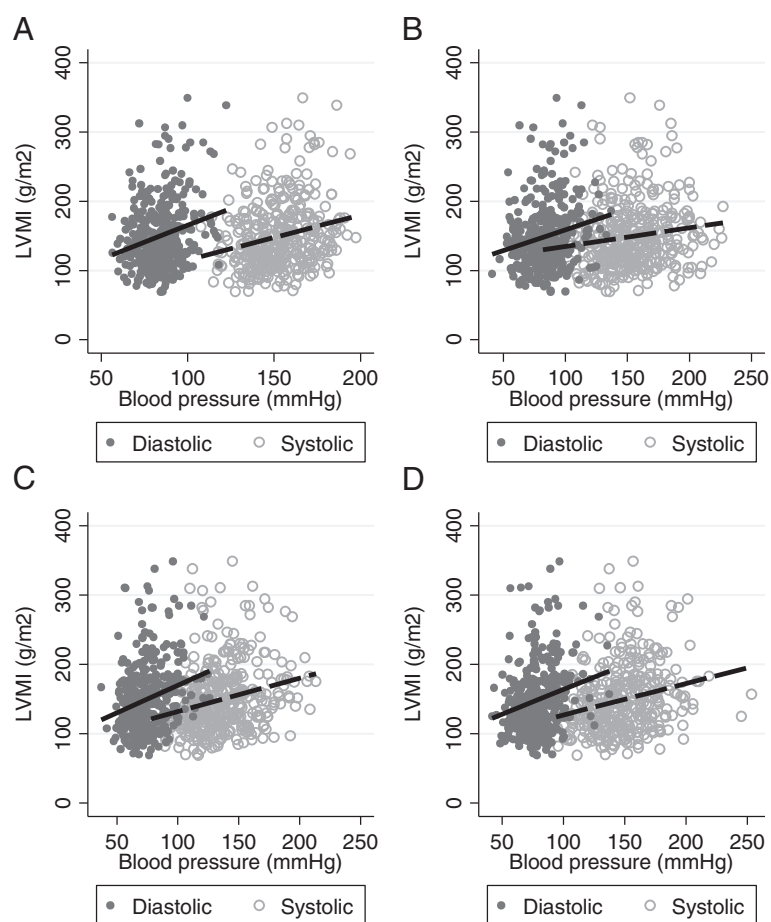 A
B
LVMI (g/m2)
0 100 200 300 400
50 100 150 200
Blood pressure (mmHg)
Diastolic Systolic
LVMI (g/m2)
0 100 200 300 400
50 100 150 200 250
Blood pressure (mmHg)
Diastolic Systolic
C
D
LVMI (g/m2)
0 100 200 300 400
50 100 150 200 250
Blood pressure (mmHg)
Diastolic Systolic
LVMI (g/m2)
0 100 200 300 400
50 100 150 200 250
Blood pressure (mmHg)
Diastolic Systolic